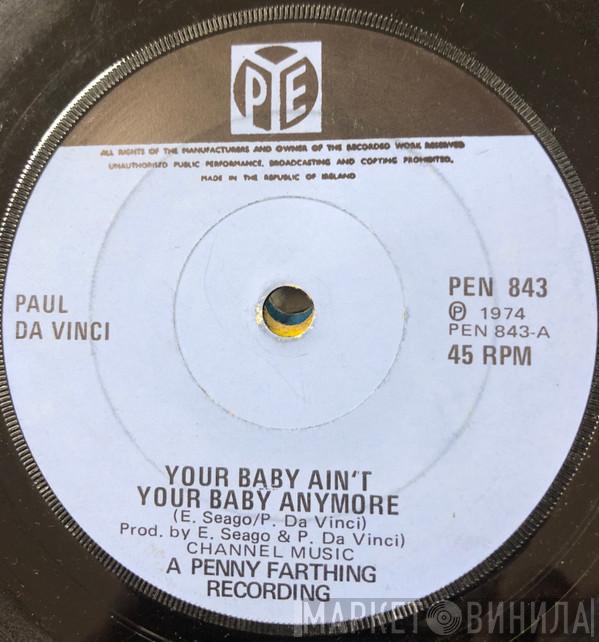 PYE
ALL RIGHTS OF THE MANUFACTURERS AND OWNER OF THE RECORDED WORK RESERVED
UNAUTHORISED PUBLIC PERFORMANCE, BROADCASTING AND COPYING PROHIBITED.
MADE IN THE REPUBLIC OF IRELAND
PAUL
DA VINCI
PEN 843
℗ 1974
PEN 843-A
45 RPM
YOUR BABY AIN'T
YOUR BABY ANYMORE
(E. Seago/P. Da Vinci)
Prod. by E. Seago & P. Da Vinci)
CHANNEL MUSIC
A PENNY FARTHING
RECORDING
МАРКЕТ ВИНИЛА